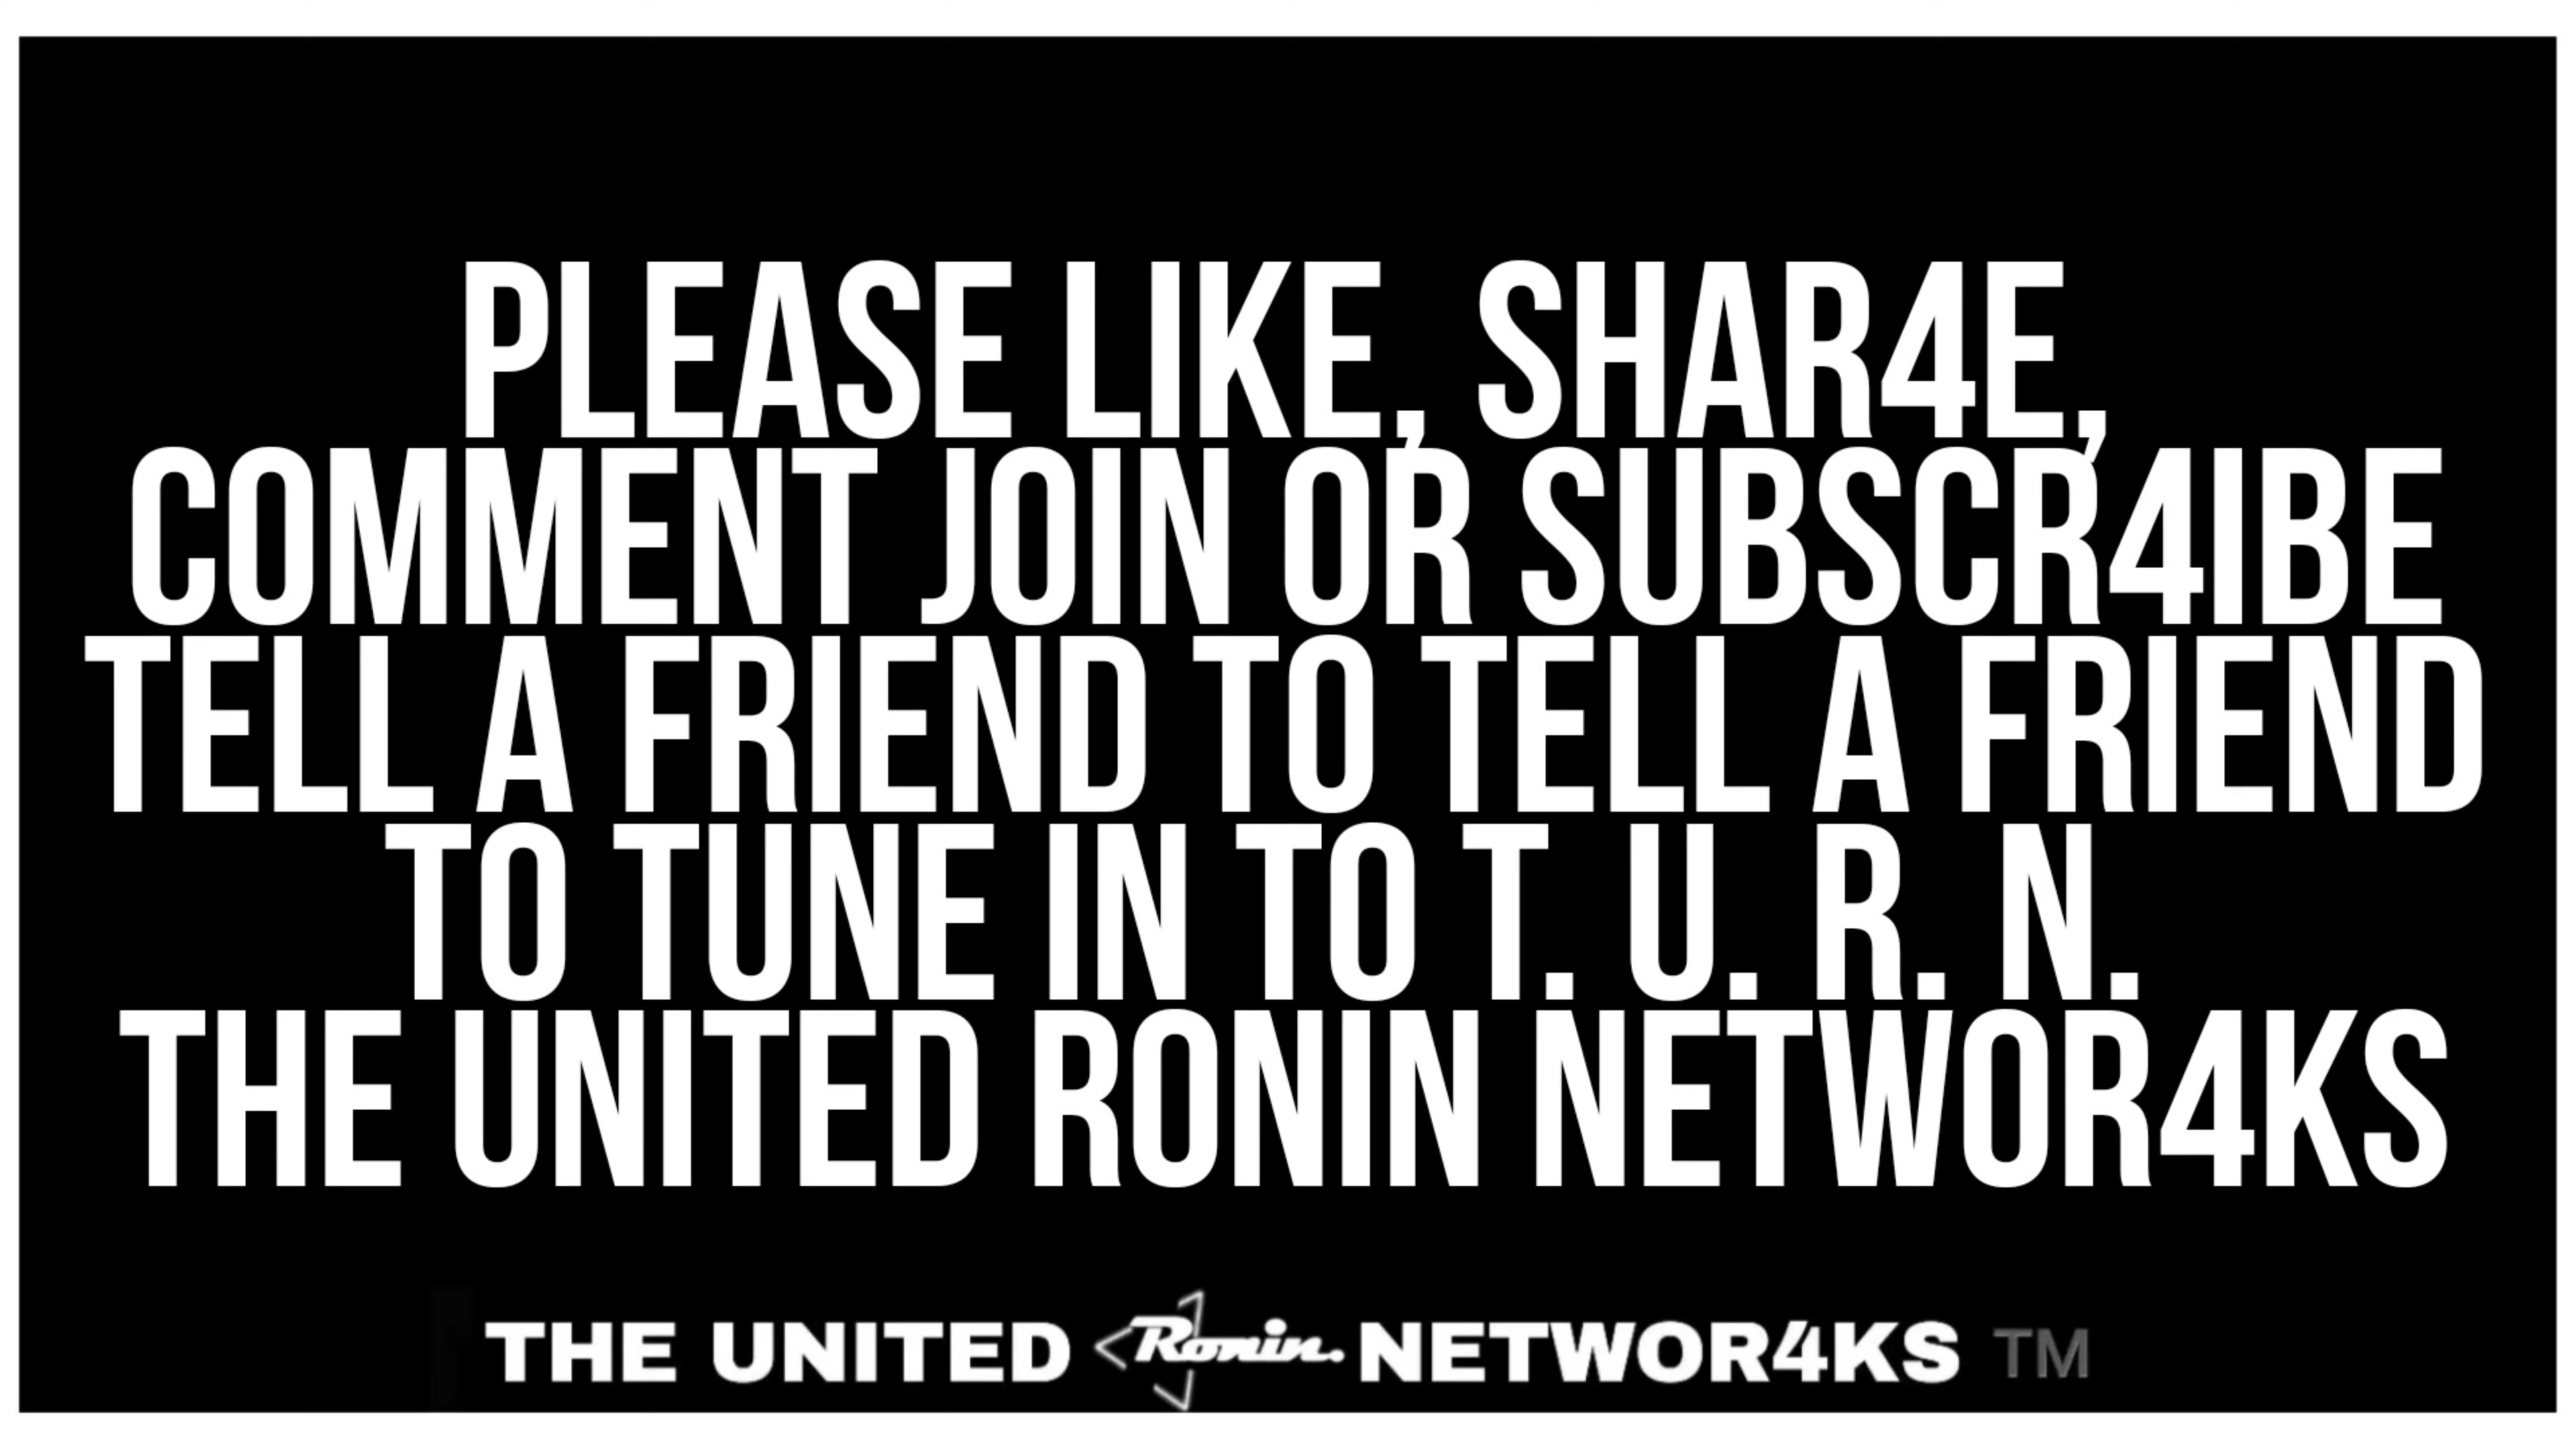 PLEASE LIKE, SHAR4E,
COMMENT JOIN OR SUBSCR4IBE
TELL A FRIEND TO TELL A FRIEND
TO TUNE IN TO T. U. R. N.
THE UNITED RONIN NETWOR4KS
THE UNITED Ronin. NETWOR4KS TM